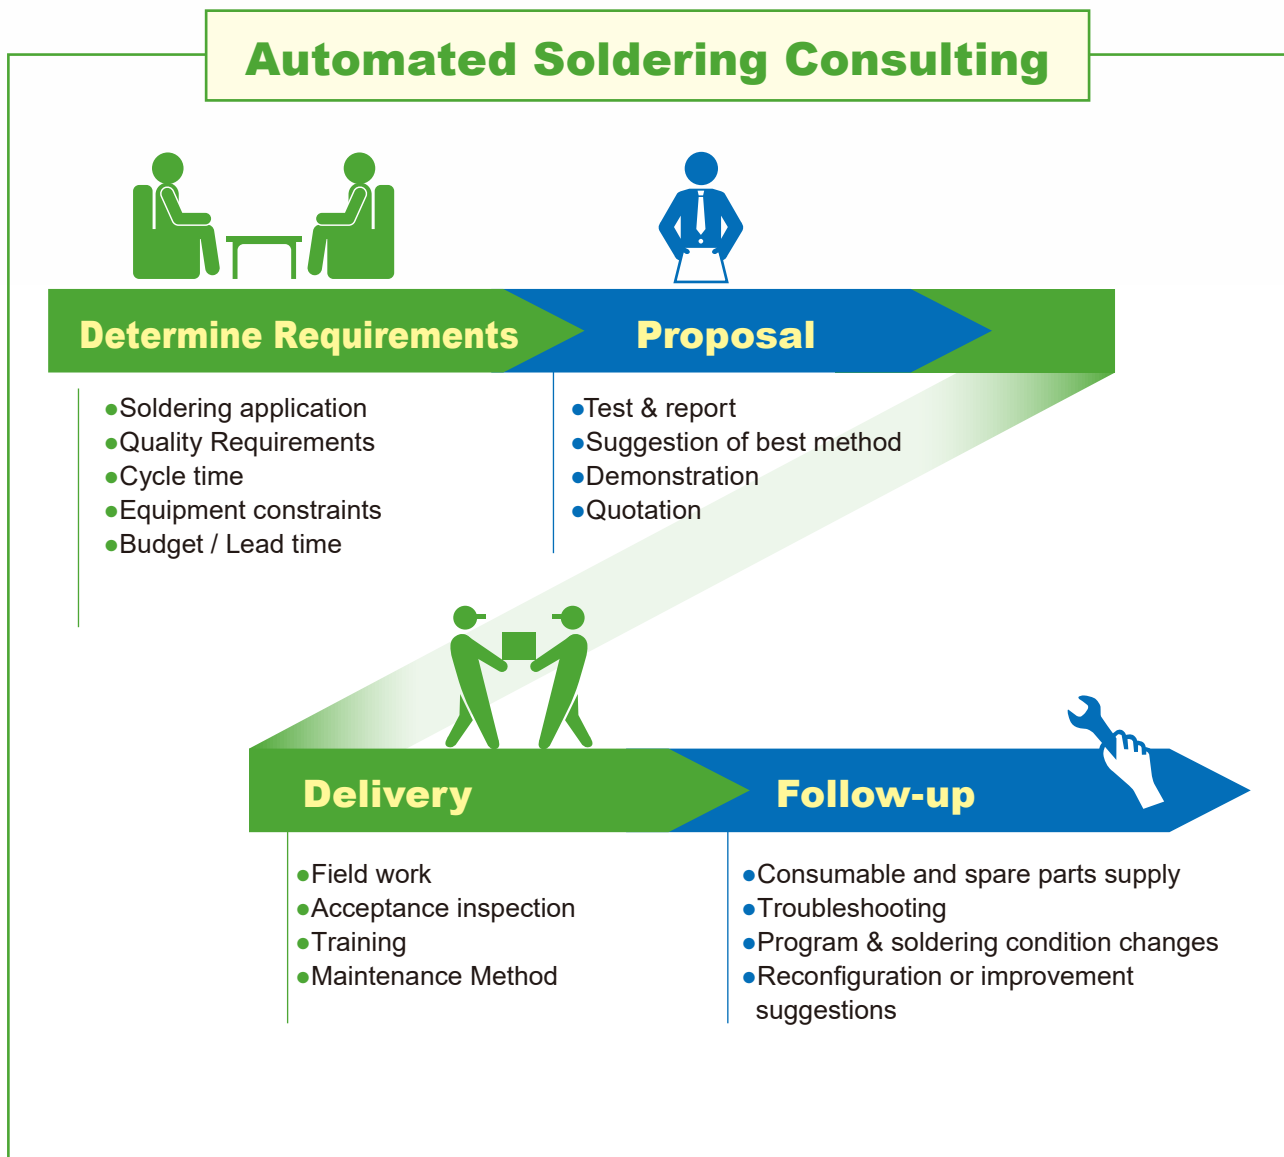 Automated Soldering Consulting
Determine Requirements
●Soldering application
●Quality Requirements
●Cycle time
●Equipment constraints
●Budget / Lead time
Proposal
●Test & report
●Suggestion of best method
●Demonstration
●Quotation
Delivery
●Field work
●Acceptance inspection
●Training
●Maintenance Method
Follow-up
●Consumable and spare parts supply
●Troubleshooting
●Program & soldering condition changes
●Reconfiguration or improvement
suggestions